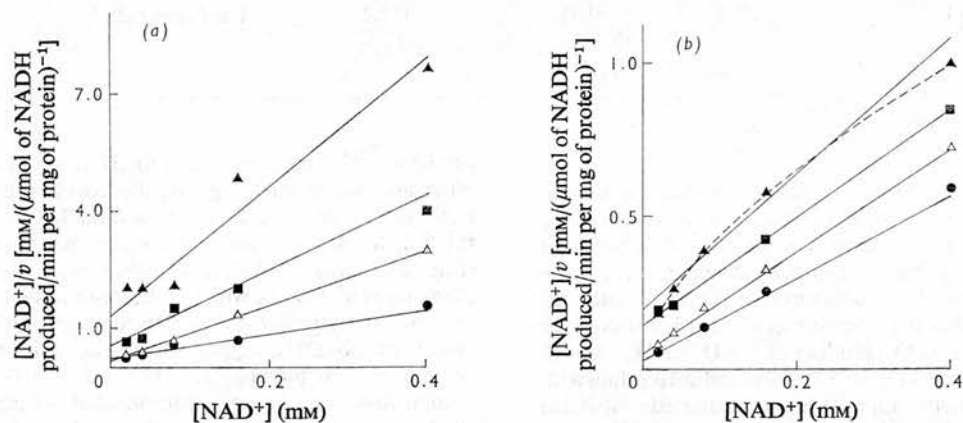 (a)
[NAD⁺]/v [mM/(μmol of NADH
produced/min per mg of protein)⁻¹
7.0
4.0
1.0
0
0.2
0.4
[NAD⁺] (mM)
(b)
[NAD⁺]/v [mM/(μmol of NADH
produced/min per mg of protein)⁻¹
1.0
0.5
0
0.2
0.4
[NAD⁺] (mM)